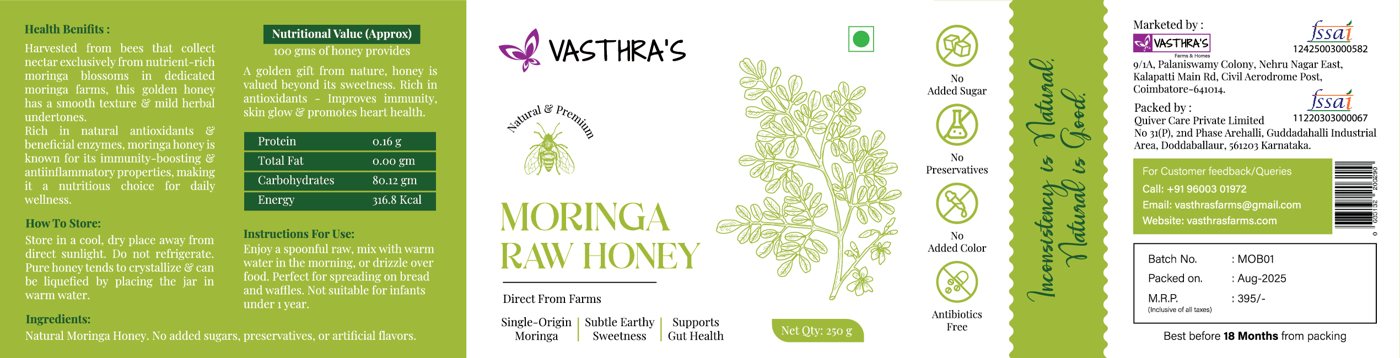 Health Benifits :
Harvested from bees that collect
nectar exclusively from nutrient-rich
moringa blossoms in dedicated
moringa farms, this golden honey
has a smooth texture & mild herbal
undertones.
Rich in natural antioxidants &
beneficial enzymes, moringa honey is
known for its immunity-boosting &
antiinflammatory properties, making
it a nutritious choice for daily
wellness.
How To Store:
Store in a cool, dry place away from
direct sunlight. Do not refrigerate.
Pure honey tends to crystallize & can
be liquefied by placing the jar in
warm water.
Nutritional Value (Approx)
100 gms of honey provides
A golden gift from nature, honey is
valued beyond its sweetness. Rich in
antioxidants - Improves immunity,
skin glow & promotes heart health.
Protein 0.16 g
Total Fat 0.00 gm
Carbohydrates 80.12 gm
Energy 316.8 Kcal
Instructions For Use:
Enjoy a spoonful raw, mix with warm
water in the morning, or drizzle over
food. Perfect for spreading on bread
and waffles. Not suitable for infants
under 1 year.
Ingredients:
Natural Moringa Honey. No added sugars, preservatives, or artificial flavors.
VASTHRA'S
Natural & Premium
MORINGA
RAW HONEY
Direct From Farms
Single-Origin
Moringa
Subtle Earthy
Sweetness
Supports
Gut Health
Net Qty: 250 g
No
Added Sugar
No
Preservatives
No
Added Color
Antibiotics
Free
Inconsistency is Natural.
Natural is Good.
Marketed by :
VASTHRA'S
Farms & Homes
fssai
12425003000582
9/1A, Palaniswamy Colony, Nehru Nagar East,
Kalapatti Main Rd, Civil Aerodrome Post,
Coimbatore-641014.
fssai
11220303000067
Packed by :
Quiver Care Private Limited
No 31(P), 2nd Phase Arehalli, Guddadahalli Industrial
Area, Doddaballaur, 561203 Karnataka.
For Customer feedback/Queries
Call: +91 96003 01972
Email: vasthrasfarms@gmail.com
Website: vasthrasfarms.com
Batch No. : MOB01
Packed on. : Aug-2025
M.R.P. : 395/-
(Inclusive of all taxes)
Best before 18 Months from packing